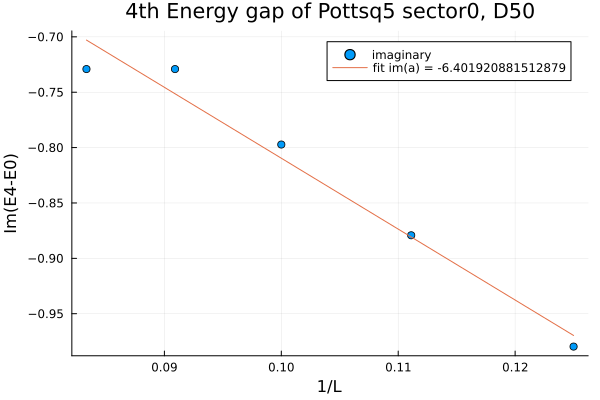 4th Energy gap of Pottsq5 sector0, D50
imaginary
fit im(a) = -6.401920881512879
Im(E4-E0)
−0.70
−0.75
−0.80
−0.85
−0.90
−0.95
0.09
0.10
0.11
0.12
1/L